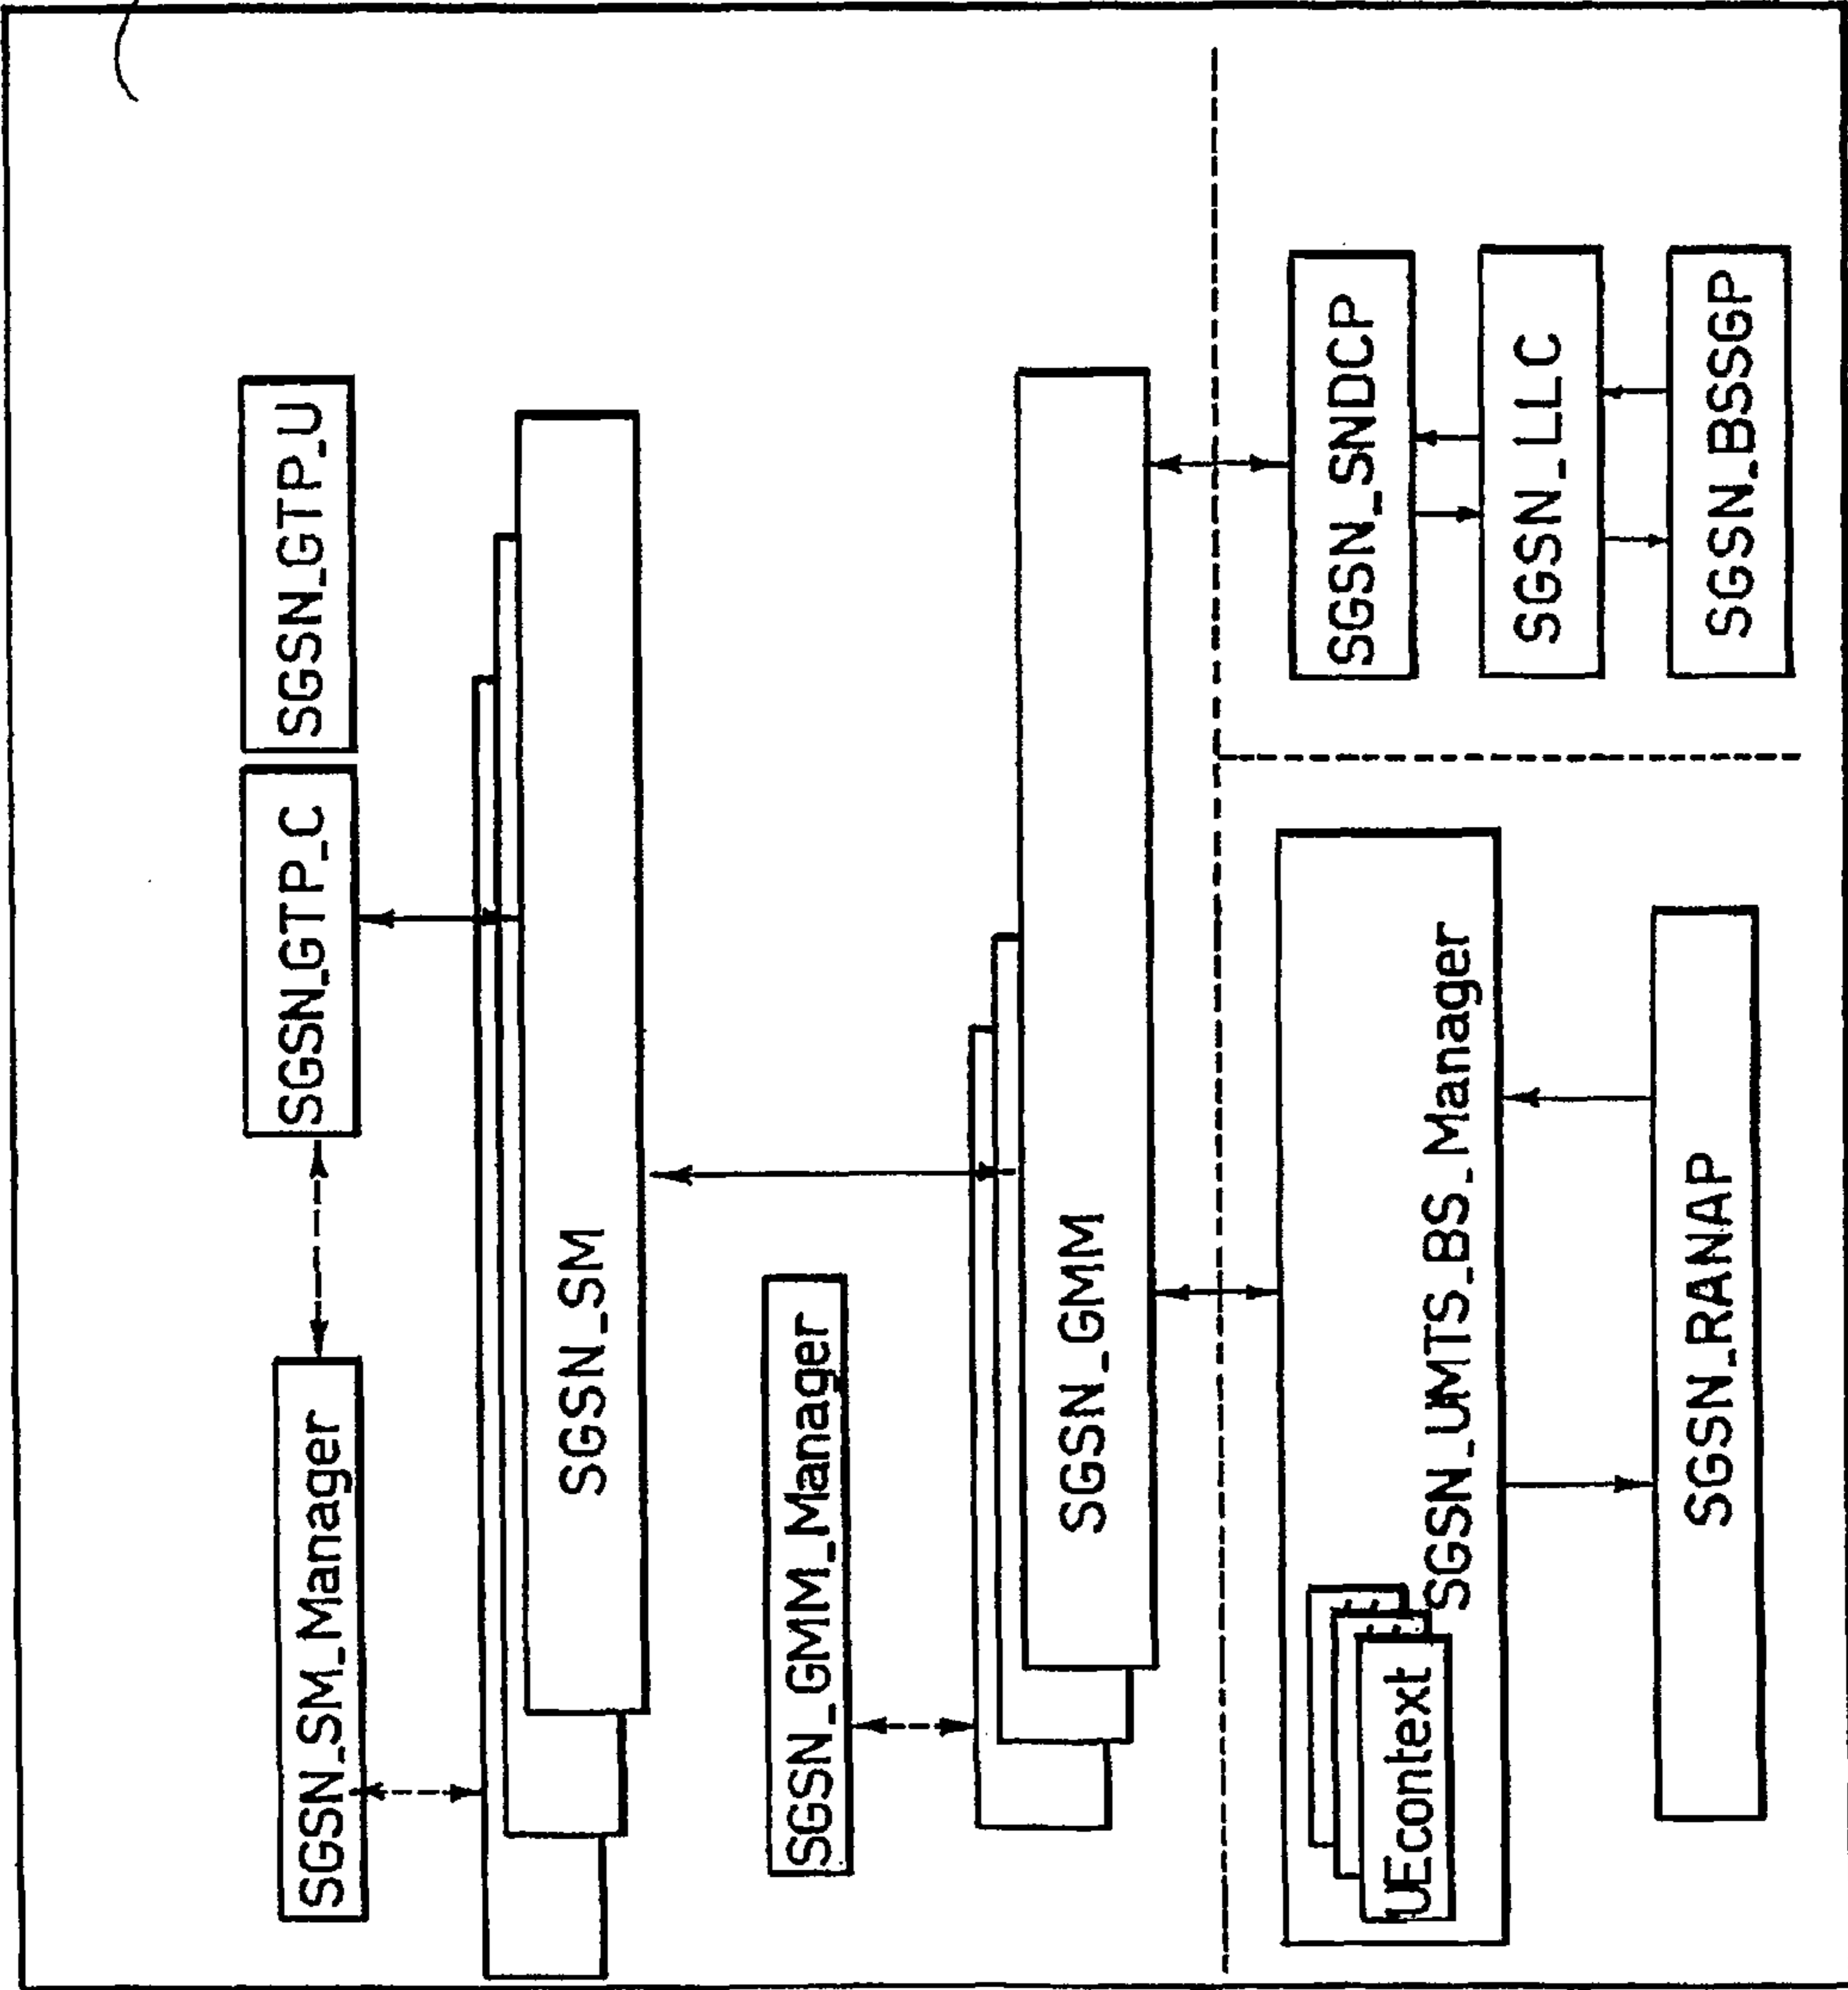 SGSN_SM_Manager
SGSN_GTP_C
SGSN_GTP_U
SGSN_SM
SGSN_GMM_Manager
SGSN_GMM
UEcontext
SGSN_UMTS_BS_Manager
SGSN_RANAP
SGSN_SNDCP
SGSN_LLC
SGSN_BSSGP